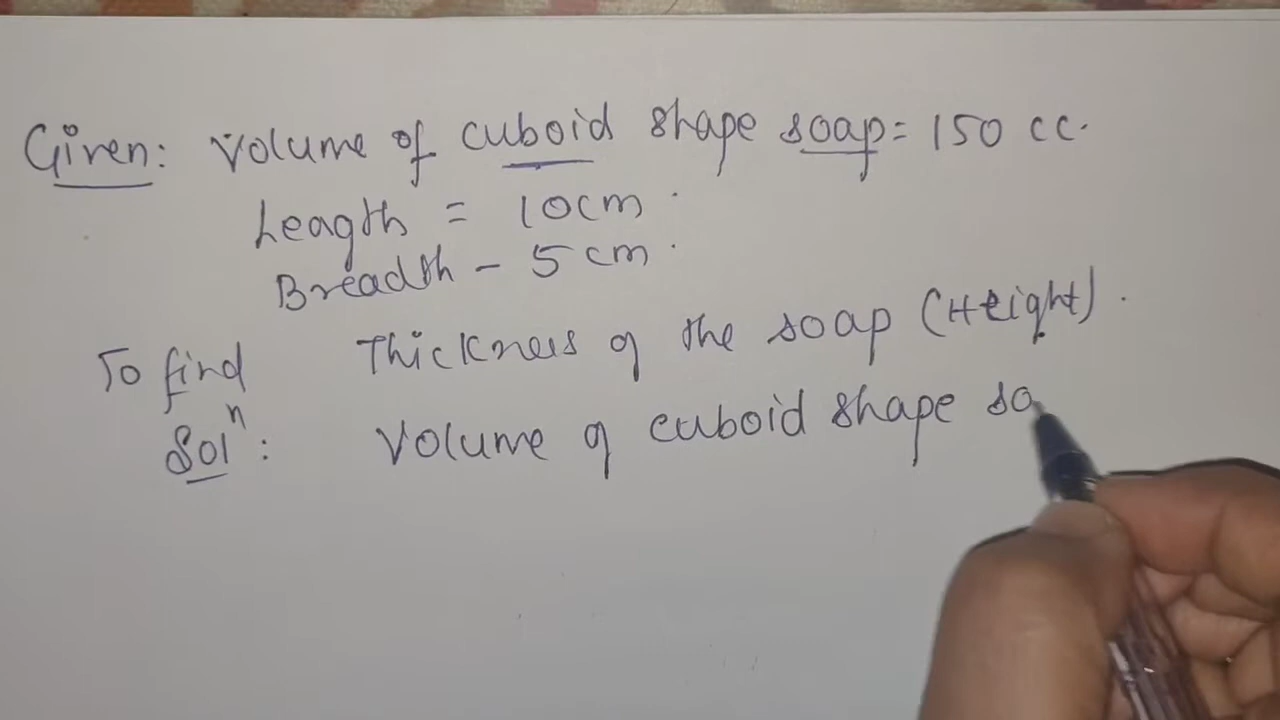 Given: Volume of cuboid shape soap = 150 cc.
Length = 10cm.
Breadth - 5 cm.
To find Thickness of the soap (Height).
Solⁿ: Volume of cuboid shape so